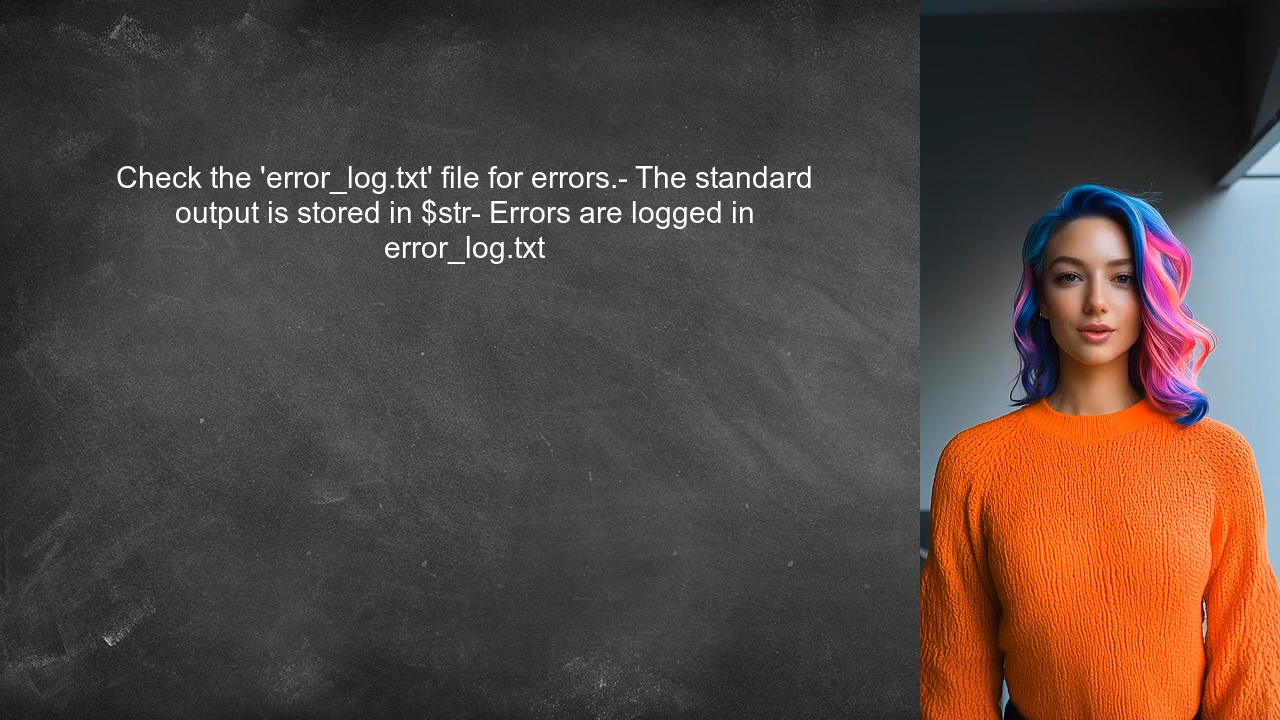 Check the 'error_log.txt' file for errors.- The standard
output is stored in $str- Errors are logged in
error_log.txt